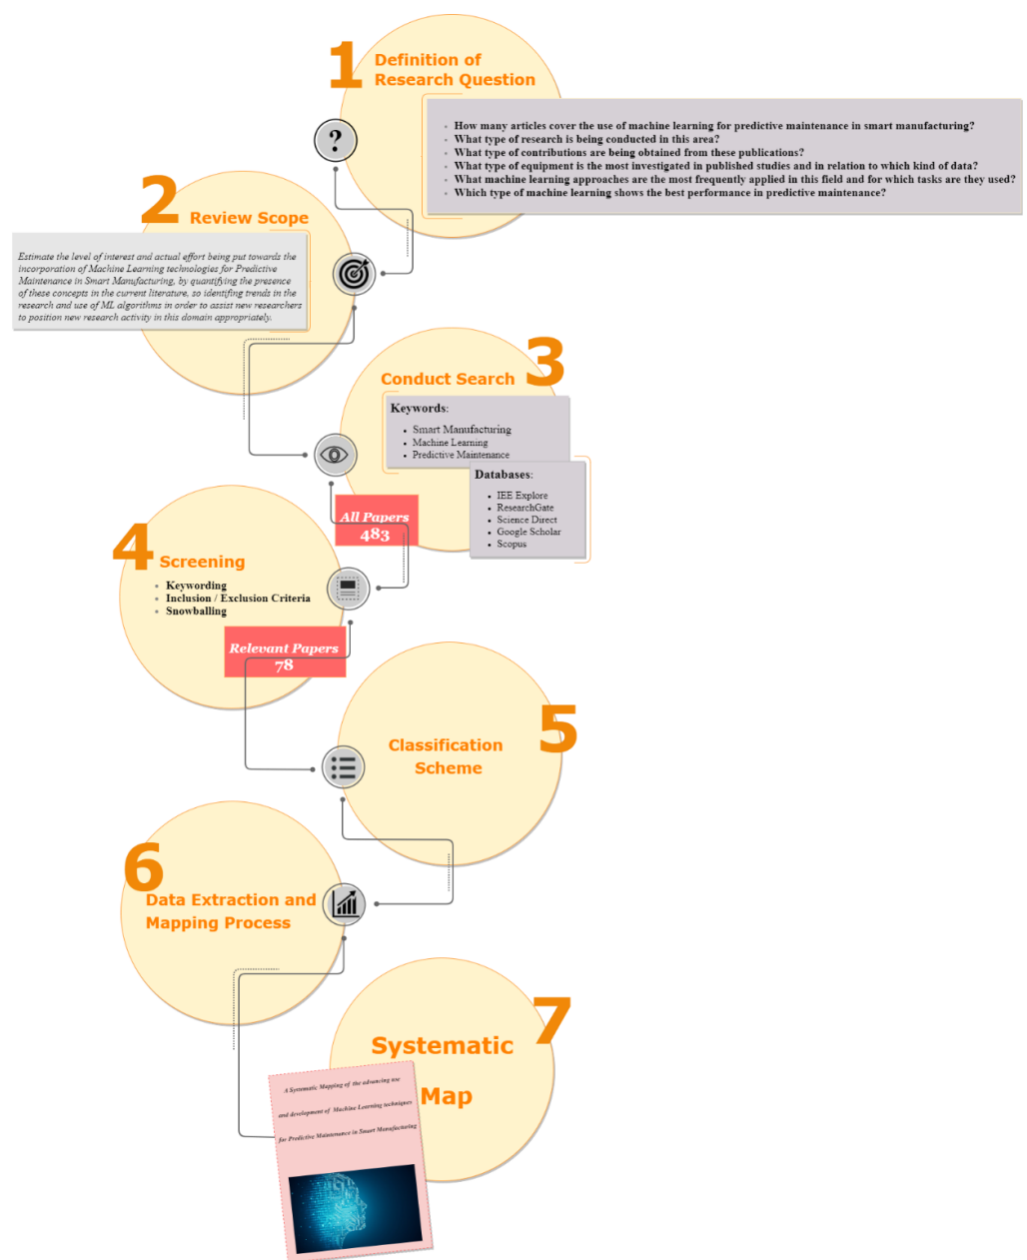 1
Definition of
Research Question
?
How many articles cover the use of machine learning for predictive maintenance in smart manufacturing?
What type of research is being conducted in this area?
What type of contributions are being obtained from these publications?
What type of equipment is the most investigated in published studies and in relation to which kind of data?
What machine learning approaches are the most frequently applied in this field and for which tasks are they used?
Which type of machine learning shows the best performance in predictive maintenance?
2
Review Scope
Estimate the level of interest and actual effort being put towards the
incorporation of Machine Learning technologies for Predictive
Maintenance in Smart Manufacturing, by quantifying the presence
of these concepts in the current literature, so identifing trends in the
research and use of ML algorithms in order to assist new researchers
to position new research activity in this domain appropriately.
3
Conduct Search
Keywords:
Smart Manufacturing
Machine Learning
Predictive Maintenance
Databases:
IEE Explore
ResearchGate
Science Direct
Google Scholar
Scopus
All Papers
483
4
Screening
Keywording
Inclusion / Exclusion Criteria
Snowballing
Relevant Papers
78
5
Classification
Scheme
6
Data Extraction and
Mapping Process
7
Systematic
Map
A Systematic Mapping of the advancing use
and development of Machine Learning techniques
for Predictive Maintenance in Smart Manufacturing